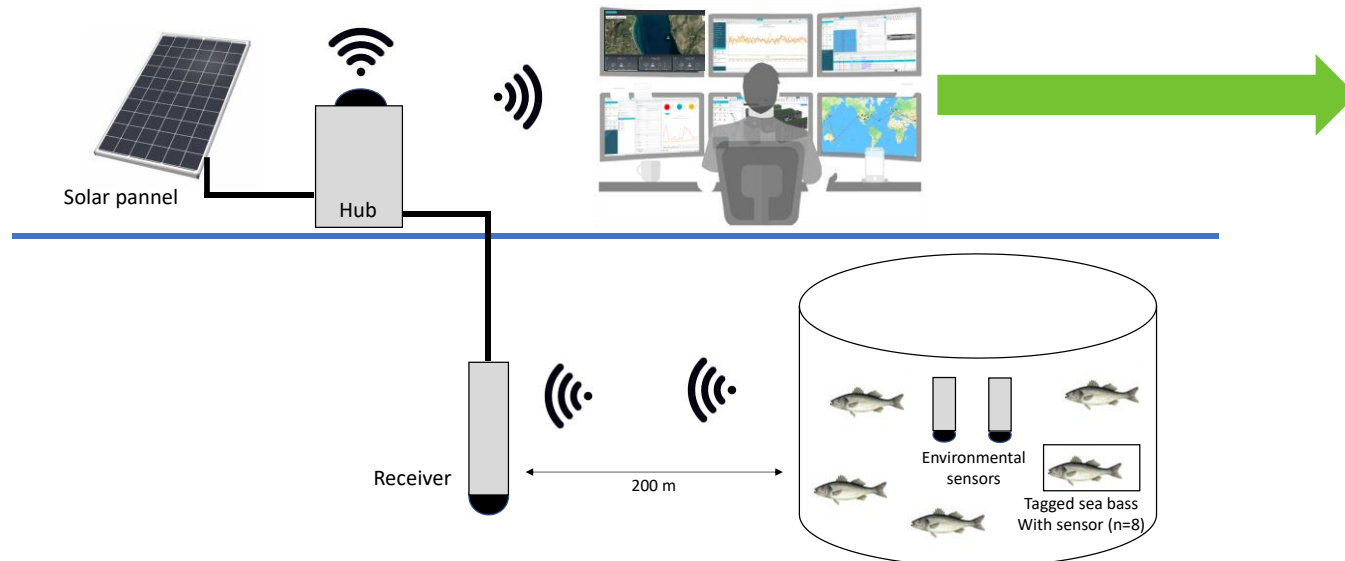 Solar pannel
Hub
Receiver
200 m
Environmental
sensors
Tagged sea bass
With sensor (n=8)